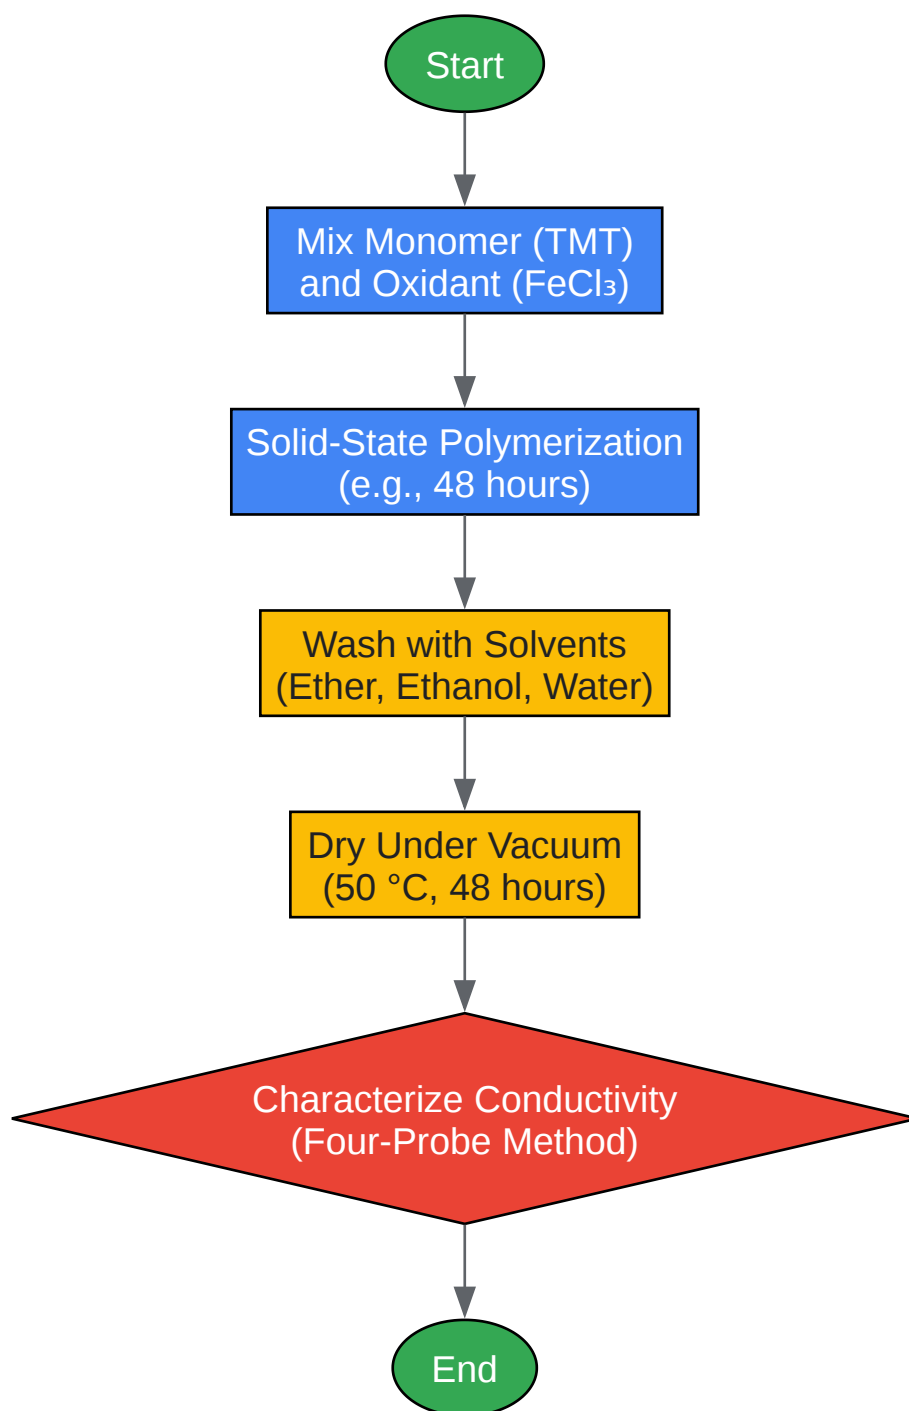 Start
Mix Monomer (TMT)
and Oxidant (FeCl₃)
Solid-State Polymerization
(e.g., 48 hours)
Wash with Solvents
(Ether, Ethanol, Water)
Dry Under Vacuum
(50 °C, 48 hours)
Characterize Conductivity
(Four-Probe Method)
End